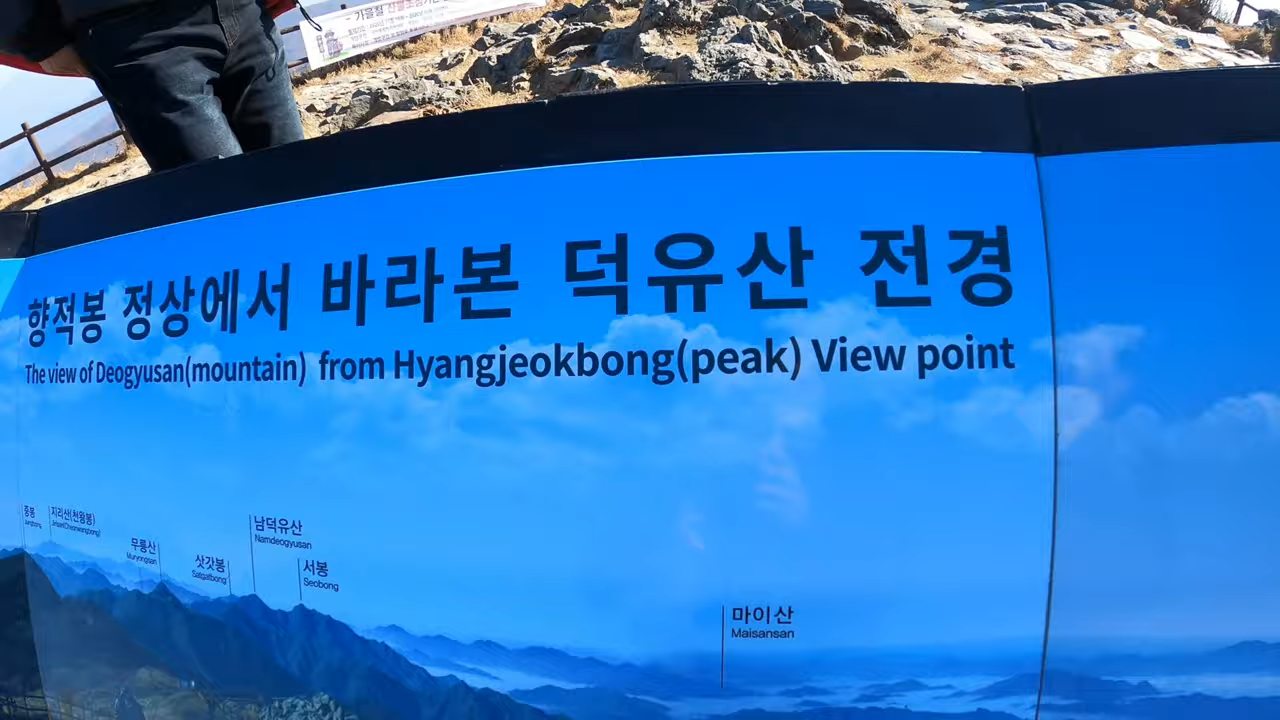 향적봉 정상에서 바라본 덕유산 전경
The view of Deogyusan(mountain) from Hyangjeokbong(peak) View point
중봉
지리산(천왕봉)
무룡산
Muryongsan
삿갓봉
Satgatbong
남덕유산
Namdeogyusan
서봉
Seobong
마이산
Maisansan